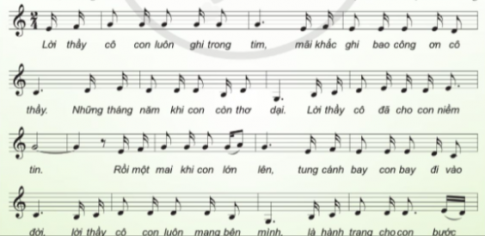 2
4
Lời thầy cô con luôn ghi trong tim, mãi khắc ghi bao công ơn cô
thầy. Những tháng năm khi con còn thơ dại. Lời thầy cô đã cho con niềm
tin. Rồi một mai khi con lớn lên, tung cánh bay con bay đi vào
đời, lời thầy cô con luôn mang bên mình, là hành trang cho con bước